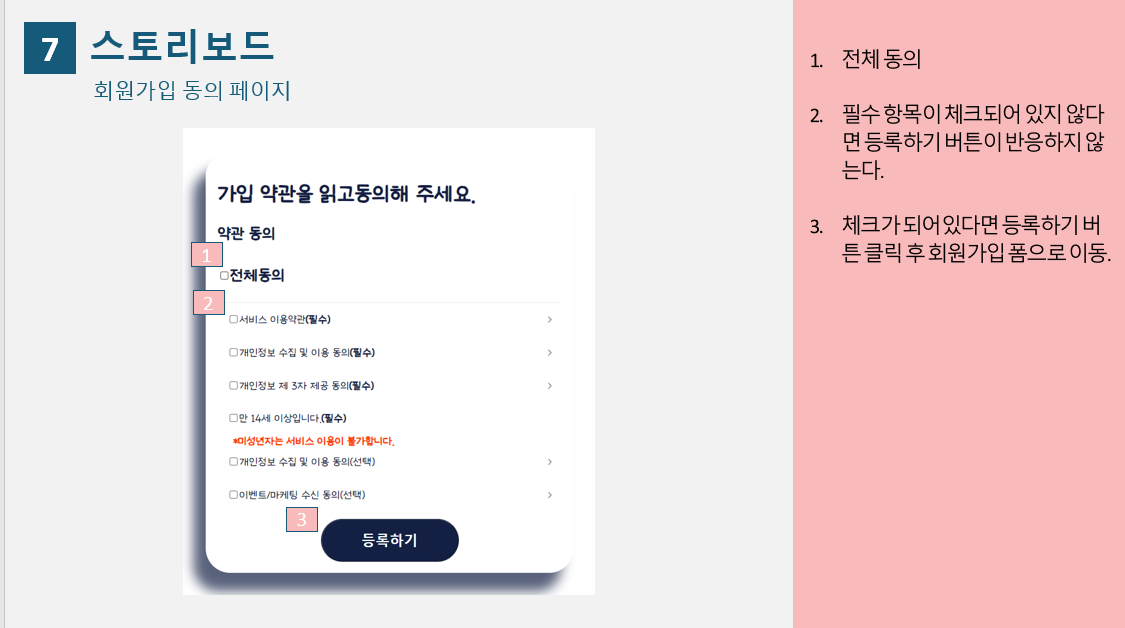 7 스토리보드
회원가입 동의 페이지
가입 약관을 읽고동의해 주세요.
약관 동의
1
전체동의
2
서비스 이용약관(필수)
개인정보 수집 및 이용 동의(필수)
개인정보 제 3자 제공 동의(필수)
만 14세 이상입니다.(필수)
*미성년자는 서비스 이용이 불가합니다.
개인정보 수집 및 이용 동의(선택)
이벤트/마케팅 수신 동의(선택)
3
등록하기
1. 전체 동의
2. 필수 항목이 체크되어 있지 않다
면 등록하기 버튼이 반응하지 않
는다.
3. 체크가 되어있다면 등록하기 버
튼 클릭 후 회원가입 폼으로 이동.